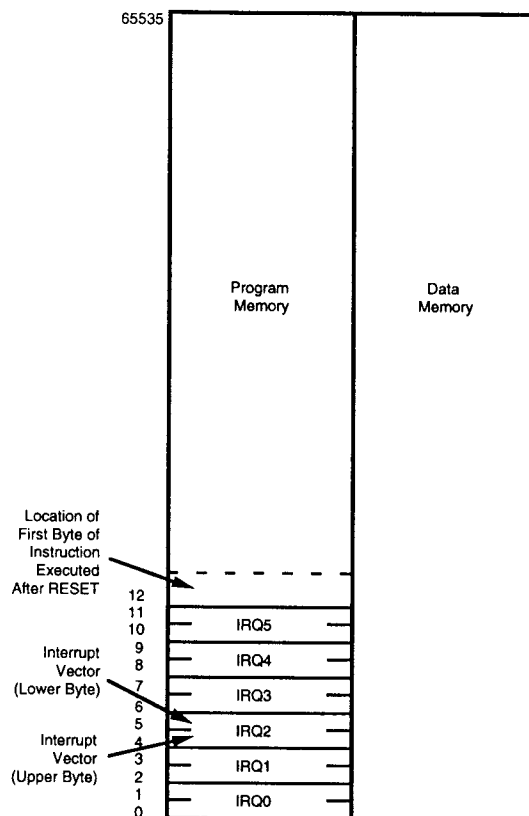 65535
Program
Memory
Data
Memory
Location of
First Byte of
Instruction
Executed
After RESET
12
11
10
IRQ5
9
8
IRQ4
Interrupt
Vector
(Lower Byte)
7
6
IRQ3
5
4
IRQ2
Interrupt
Vector
(Upper Byte)
3
2
IRQ1
1
0
IRQ0